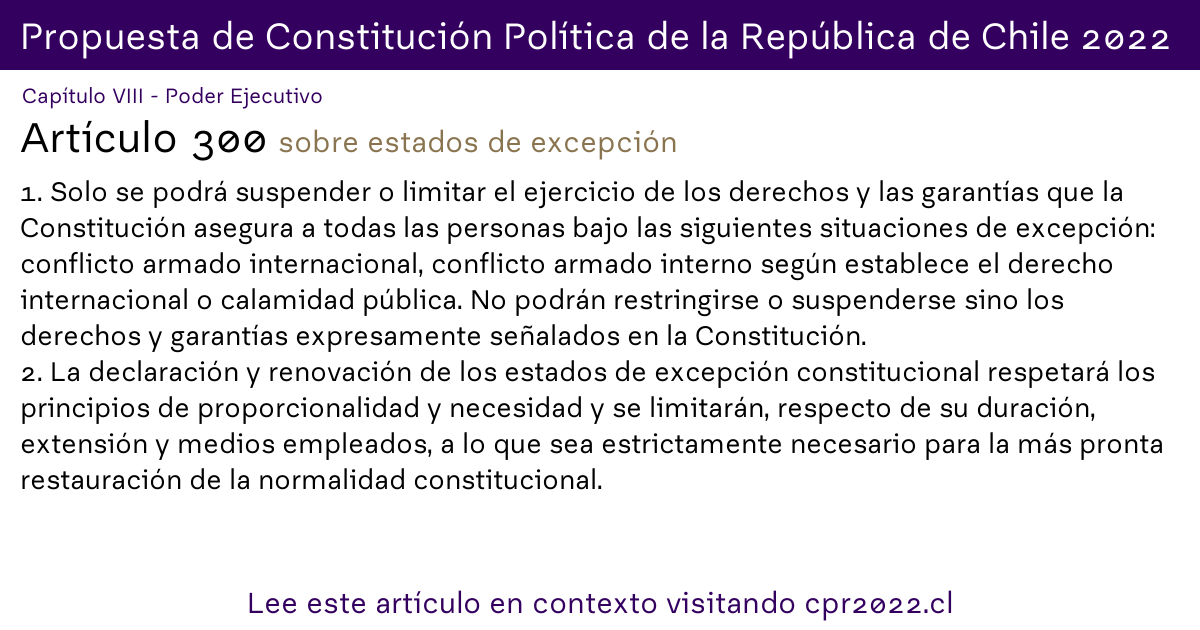 Propuesta de Constitución Política de la República de Chile 2022
Capítulo VIII - Poder Ejecutivo
Artículo 300 sobre estados de excepción
1. Solo se podrá suspender o limitar el ejercicio de los derechos y las garantías que la
Constitución asegura a todas las personas bajo las siguientes situaciones de excepción:
conflicto armado internacional, conflicto armado interno según establece el derecho
internacional o calamidad pública. No podrán restringirse o suspenderse sino los
derechos y garantías expresamente señalados en la Constitución.
2. La declaración y renovación de los estados de excepción constitucional respetará los
principios de proporcionalidad y necesidad y se limitarán, respecto de su duración,
extensión y medios empleados, a lo que sea estrictamente necesario para la más pronta
restauración de la normalidad constitucional.
Lee este artículo en contexto visitando cpr2022.cl